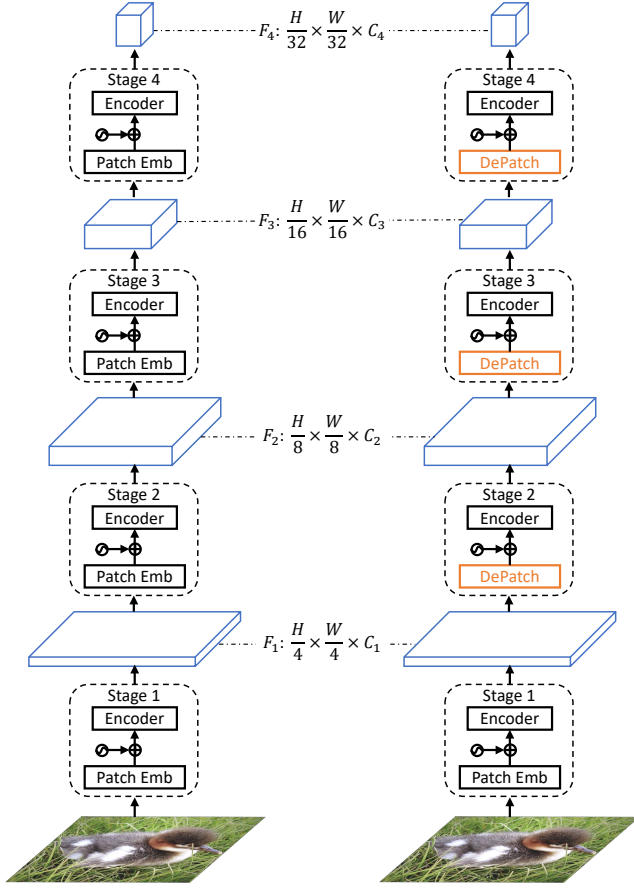 F₄: H/32 × W/32 × C₄
Stage 4
Encoder
Patch Emb
Stage 4
Encoder
DePatch
F₃: H/16 × W/16 × C₃
Stage 3
Encoder
Patch Emb
Stage 3
Encoder
DePatch
F₂: H/8 × W/8 × C₂
Stage 2
Encoder
Patch Emb
Stage 2
Encoder
DePatch
F₁: H/4 × W/4 × C₁
Stage 1
Encoder
Patch Emb
Stage 1
Encoder
Patch Emb